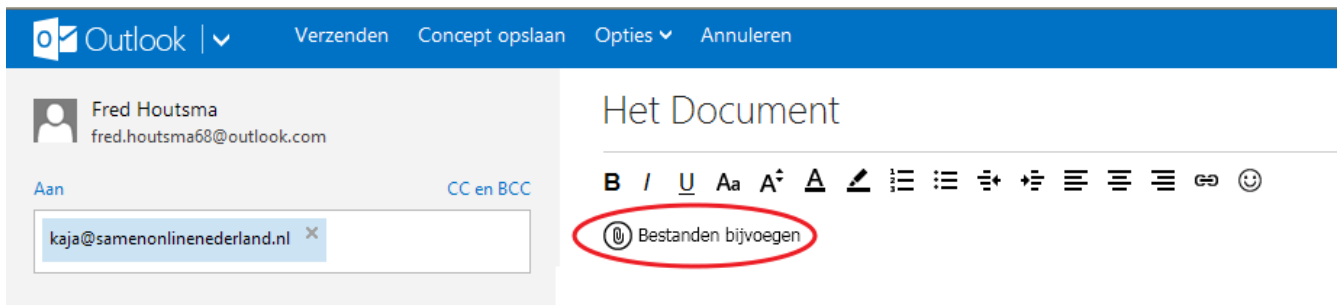 Outlook Verzenden Concept opslaan Opties Annuleren
Fred Houtsma
fred.houtsma68@outlook.com
Aan CC en BCC
kaja@samenonlinenederland.nl
Het Document
B I U Aa A A
Bestanden bijvoegen